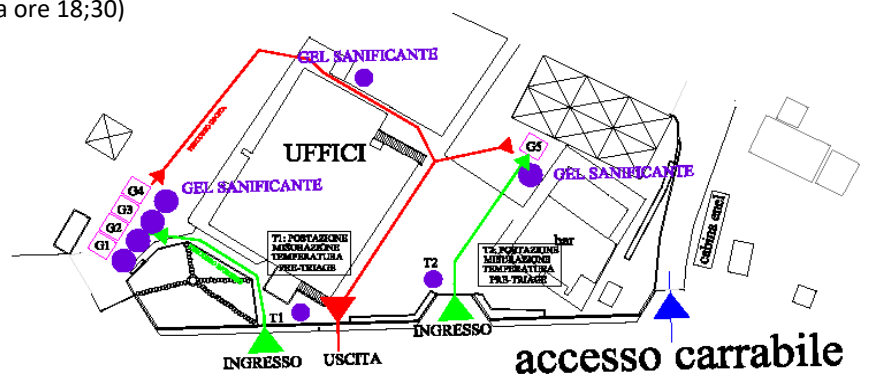 a ore 18;30)
GEL SANIFICANTE
UFFICI
G5
GEL SANIFICANTE
G4
G3
G2
G1
GEL SANIFICANTE
T1: POSTAZIONE
MISURAZIONE
TEMPERATURA
PRE-TRIAGE
bar
T2: POSTAZIONE
MISURAZIONE
TEMPERATURA
PRE-TRIAGE
cabina enel
T2
T1
INGRESSO
USCITA
INGRESSO
accesso carrabile